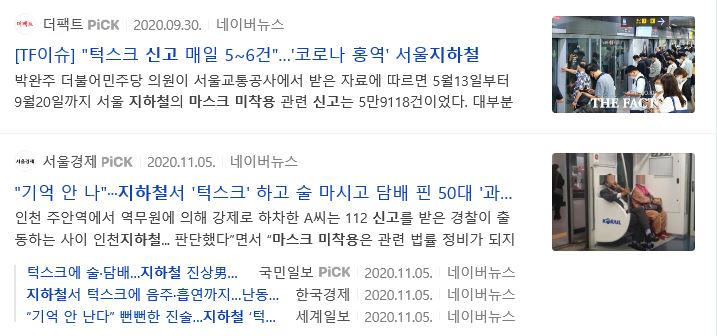 더팩트 더팩트 PiCK 2020.09.30. 네이버뉴스
[TF이슈] "턱스크 신고 매일 5~6건"...'코로나 홍역' 서울지하철
박완주 더불어민주당 의원이 서울교통공사에서 받은 자료에 따르면 5월13일부터
9월20일까지 서울 지하철의 마스크 미착용 관련 신고는 5만9118건이었다. 대부분
THE FACT
서울경제 서울경제 PiCK 2020.11.05. 네이버뉴스
"기억 안 나"…지하철서 '턱스크' 하고 술 마시고 담배 핀 50대 '과...
인천 주안역에서 역무원에 의해 강제로 하차한 A씨는 112 신고를 받은 경찰이 출
동하는 사이 인천지하철... 판단했다”면서 “마스크 미착용은 관련 법률 정비가 되지
KORAIL
턱스크에 술·담배...지하철 진상男... 국민일보 PiCK 2020.11.05. 네이버뉴스
지하철서 턱스크에 음주·흡연까지...난동... 한국경제 2020.11.05. 네이버뉴스
”기억 안 난다” 뻔뻔한 진술...지하철 ‘턱... 세계일보 2020.11.05. 네이버뉴스